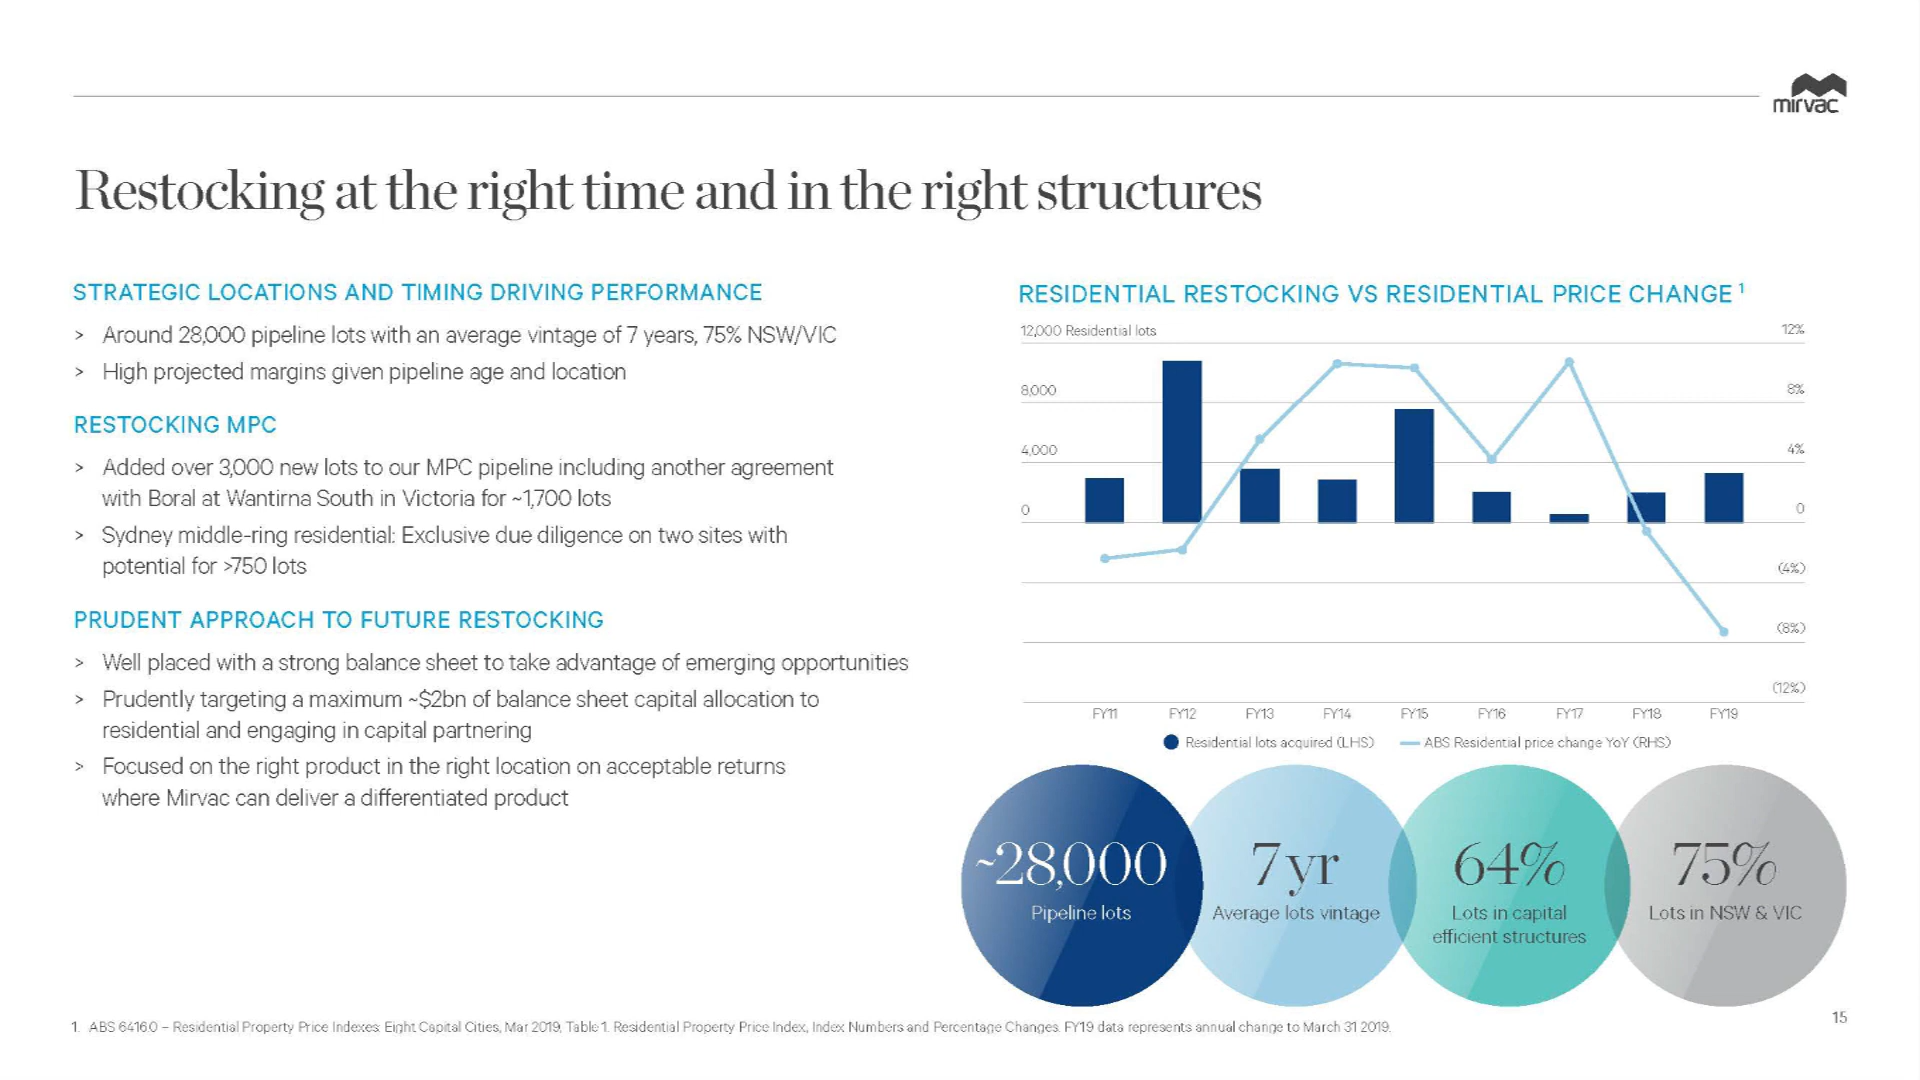 mirvac
Restocking at the right time and in the right structures
STRATEGIC LOCATIONS AND TIMING DRIVING PERFORMANCE
> Around 28,000 pipeline lots with an average vintage of 7 years, 75% NSW/VIC
> High projected margins given pipeline age and location
RESTOCKING MPC
> Added over 3,000 new lots to our MPC pipeline including another agreement
with Boral at Wantirna South in Victoria for ~1,700 lots
> Sydney middle-ring residential: Exclusive due diligence on two sites with
potential for >750 lots
PRUDENT APPROACH TO FUTURE RESTOCKING
> Well placed with a strong balance sheet to take advantage of emerging opportunities
> Prudently targeting a maximum ~$2bn of balance sheet capital allocation to
residential and engaging in capital partnering
> Focused on the right product in the right location on acceptable returns
where Mirvac can deliver a differentiated product
RESIDENTIAL RESTOCKING VS RESIDENTIAL PRICE CHANGE 1
12,000 Residential lots 12%
8,000 8%
4,000 4%
0 0
(4%)
(8%)
(12%)
FY11 FY12 FY13 FY14 FY15 FY16 FY17 FY18 FY19
Residential lots acquired (LHS) ABS Residential price change YoY (RHS)
~28,000
Pipeline lots
7 yr
Average lots vintage
64%
Lots in capital
efficient structures
75%
Lots in NSW & VIC
1. ABS 6416.0 – Residential Property Price Indexes: Eight Capital Cities, Mar 2019, Table 1. Residential Property Price Index, Index Numbers and Percentage Changes. FY19 data represents annual change to March 31 2019.
15